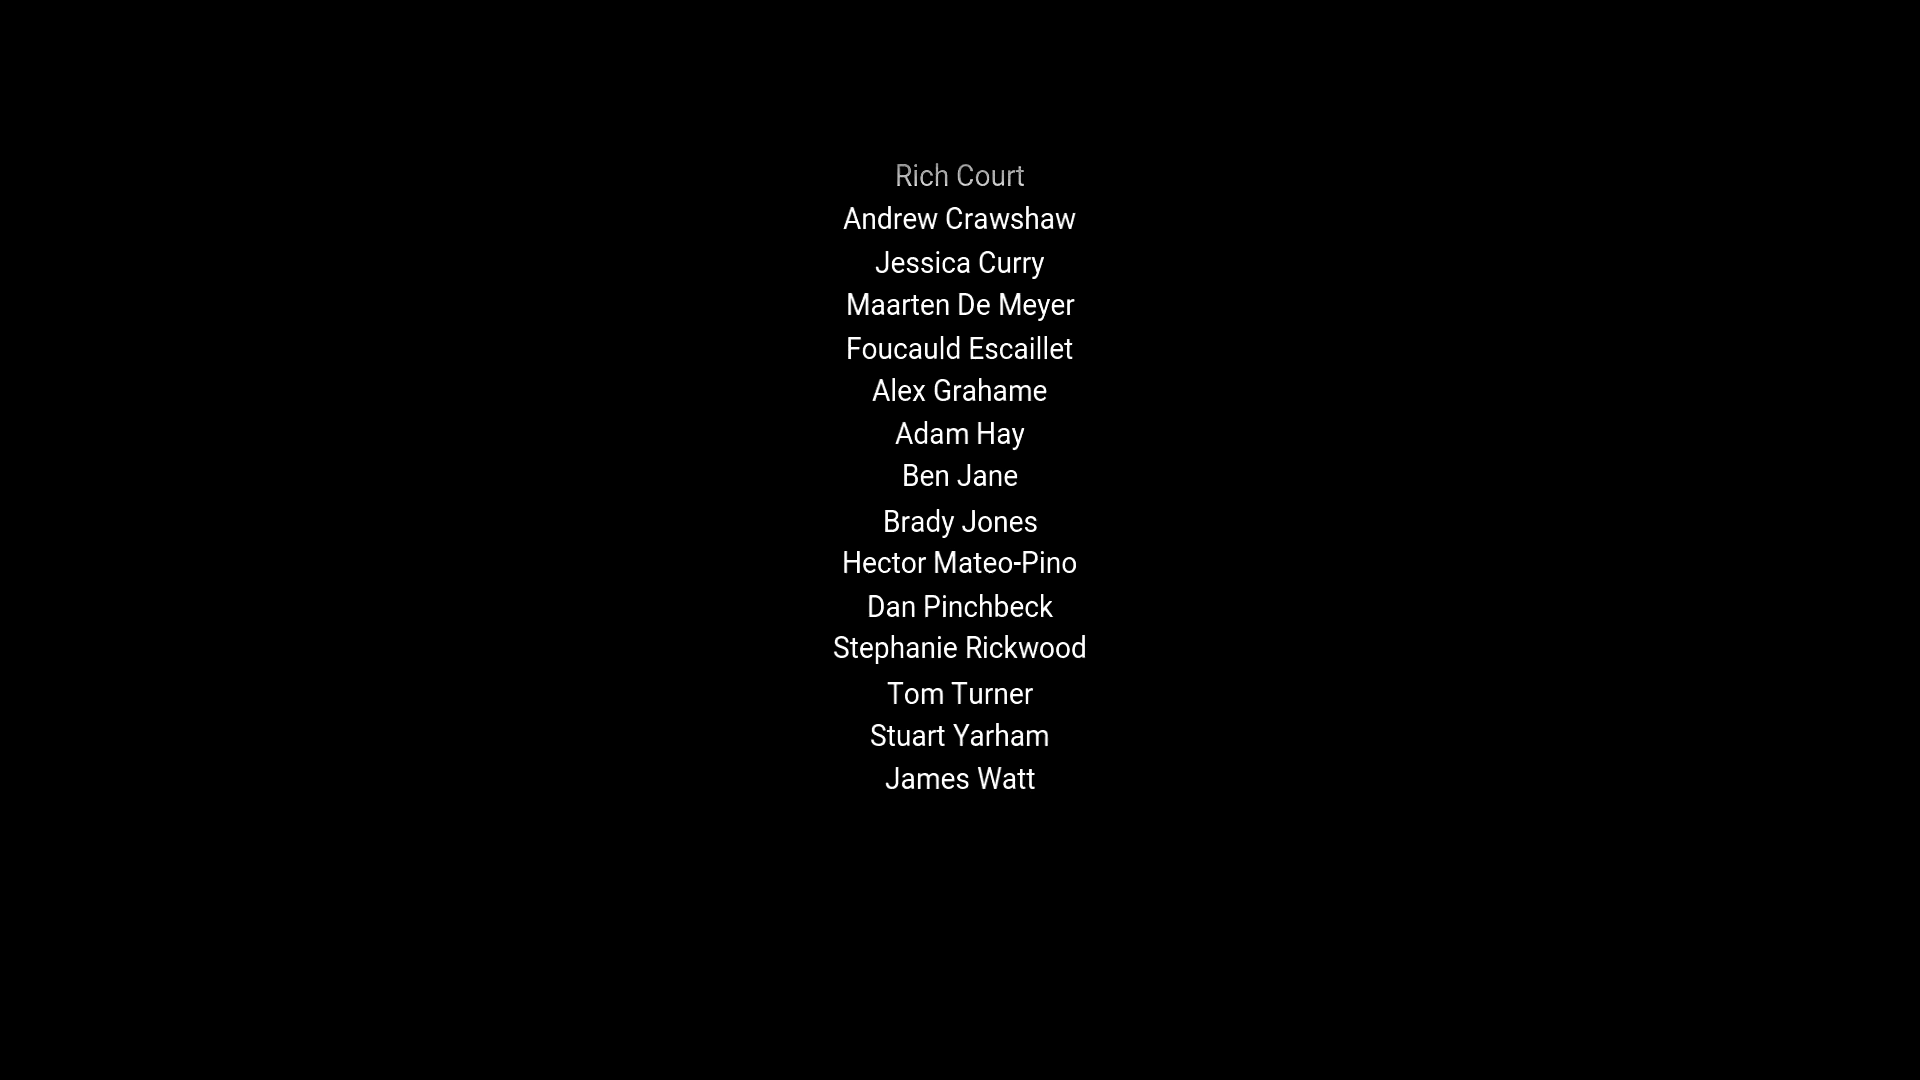 Rich Court
Andrew Crawshaw
Jessica Curry
Maarten De Meyer
Foucauld Escaillet
Alex Grahame
Adam Hay
Ben Jane
Brady Jones
Hector Mateo-Pino
Dan Pinchbeck
Stephanie Rickwood
Tom Turner
Stuart Yarham
James Watt